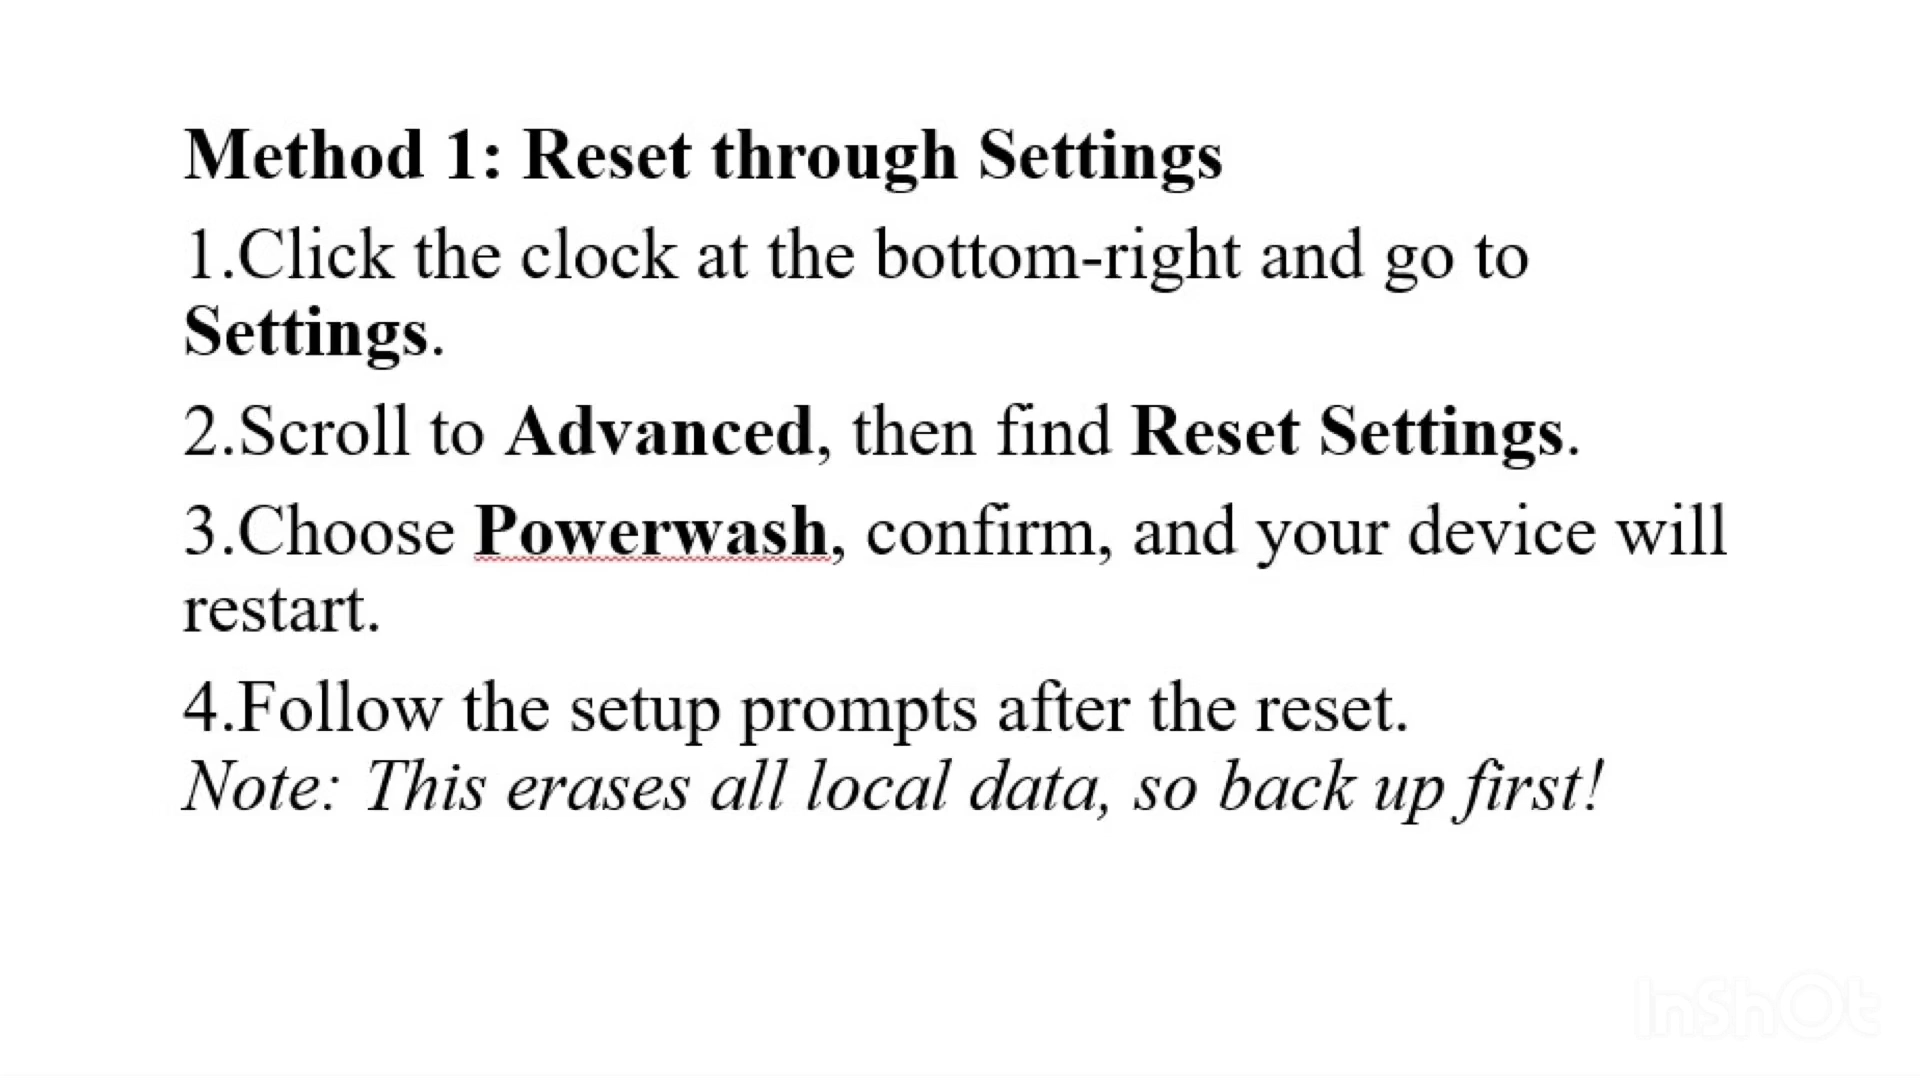 Method 1: Reset through Settings
1.Click the clock at the bottom-right and go to
Settings.
2.Scroll to Advanced, then find Reset Settings.
3.Choose Powerwash, confirm, and your device will
restart.
4.Follow the setup prompts after the reset.
Note: This erases all local data, so back up first!
InShOt